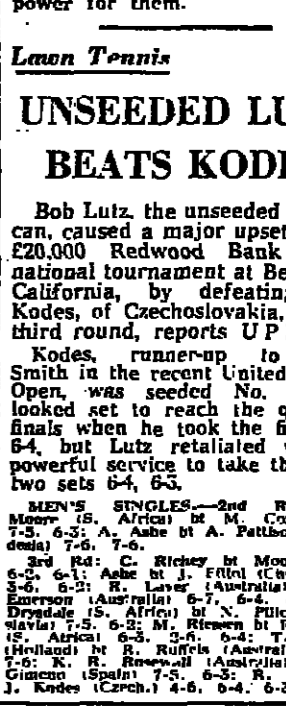 power for them.
Lawn Tennis
UNSEEDED LU
BEATS KODE
Bob Lutz, the unseeded
can, caused a major upset
£20,000 Redwood Bank
national tournament at Be
California, by defeating
Kodes, of Czechoslovakia,
third round, reports U P
Kodes, runner-up to
Smith in the recent United
Open, was seeded No.
looked set to reach the q
finals when he took the fi
6-4, but Lutz retaliated w
powerful service to take th
two sets 6-4, 6-3.
MEN'S SINGLES.—2nd R
Moore (S. Africa) bt M. Co
7-5, 6-3; A. Ashe bt A. Pattiso
desia) 7-6, 7-6.
3rd Rd: C. Richey bt Moo
6-2, 6-1; Ashe bt J. Fillol (Ch
3-6, 6-2; R. Laver (Australia)
Emerson (Australia) 6-7, 6-4,
Drysdale (S. Africa) bt N. Pilic
slavia) 7-5, 6-2; M. Riessen bt
(S. Africa) 6-3, 2-6, 6-4; T.
(Holland) bt R. Ruffels (Austral
7-6; K. R. Rosewall (Australia)
Gimeno (Spain) 7-5, 6-3; R.
J. Kodes (Czech.) 4-6, 6-4, 6-3